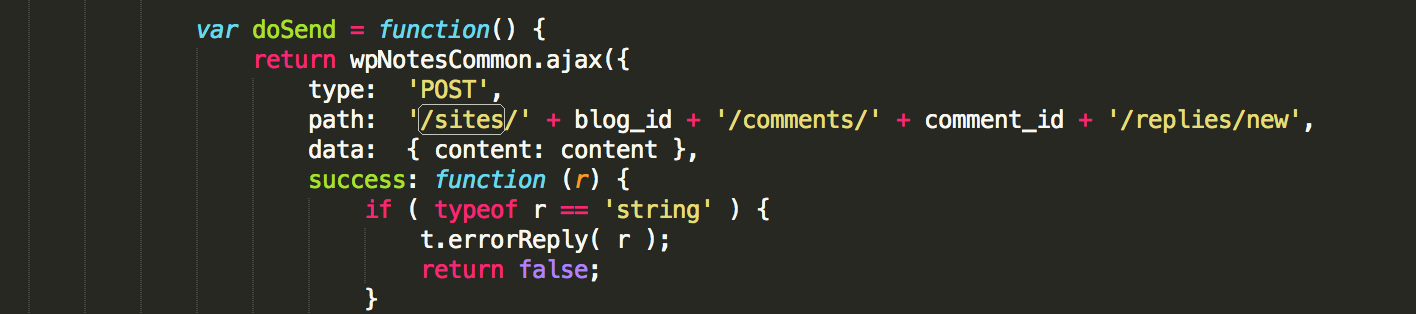 var doSend = function() {
return wpNotesCommon.ajax({
type:  'POST',
path:  '/sites/' + blog_id + '/comments/' + comment_id + '/replies/new',
data:  { content: content },
success: function (r) {
if ( typeof r == 'string' ) {
t.errorReply( r );
return false;
}